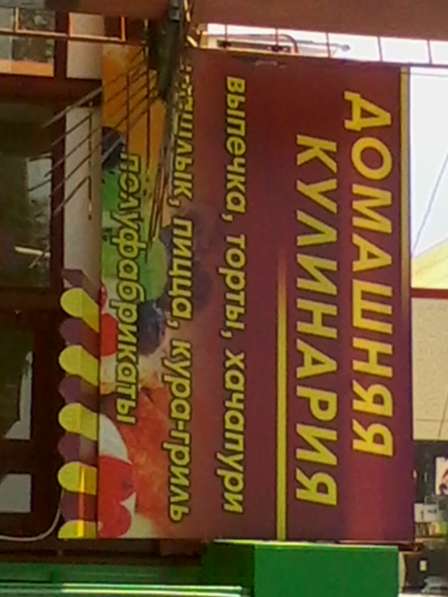 ДОМАШНЯЯ
КУЛИНАРИЯ
выпечка, торты, хачапури
шашлык, пицца, кура-гриль
полуфабрикаты